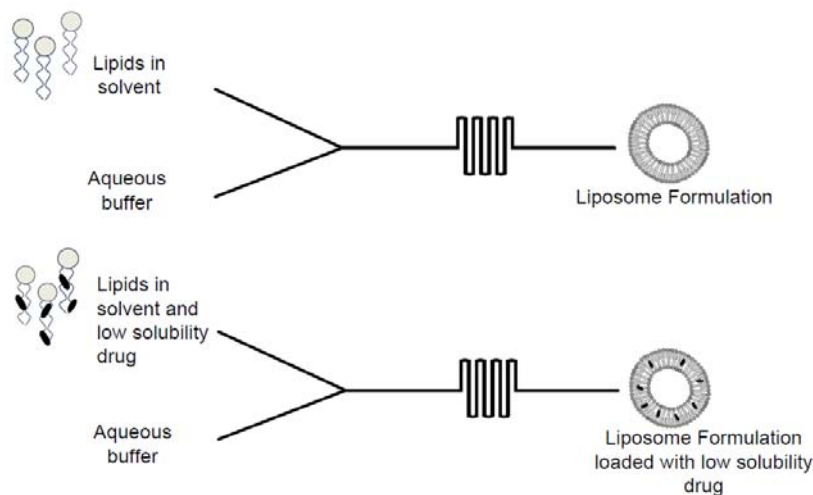 Lipids in
solvent
Aqueous
buffer
Liposome Formulation
Lipids in
solvent and
low solubility
drug
Aqueous
buffer
Liposome Formulation
loaded with low solubility
drug